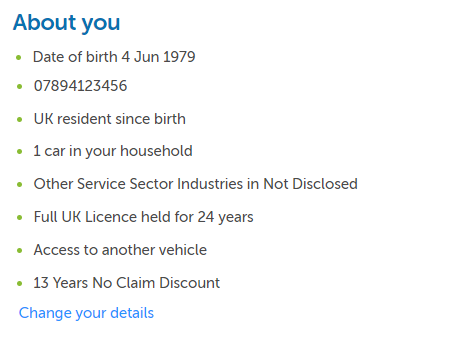 About you
Date of birth 4 Jun 1979
07894123456
UK resident since birth
1 car in your household
Other Service Sector Industries in Not Disclosed
Full UK Licence held for 24 years
Access to another vehicle
13 Years No Claim Discount
Change your details